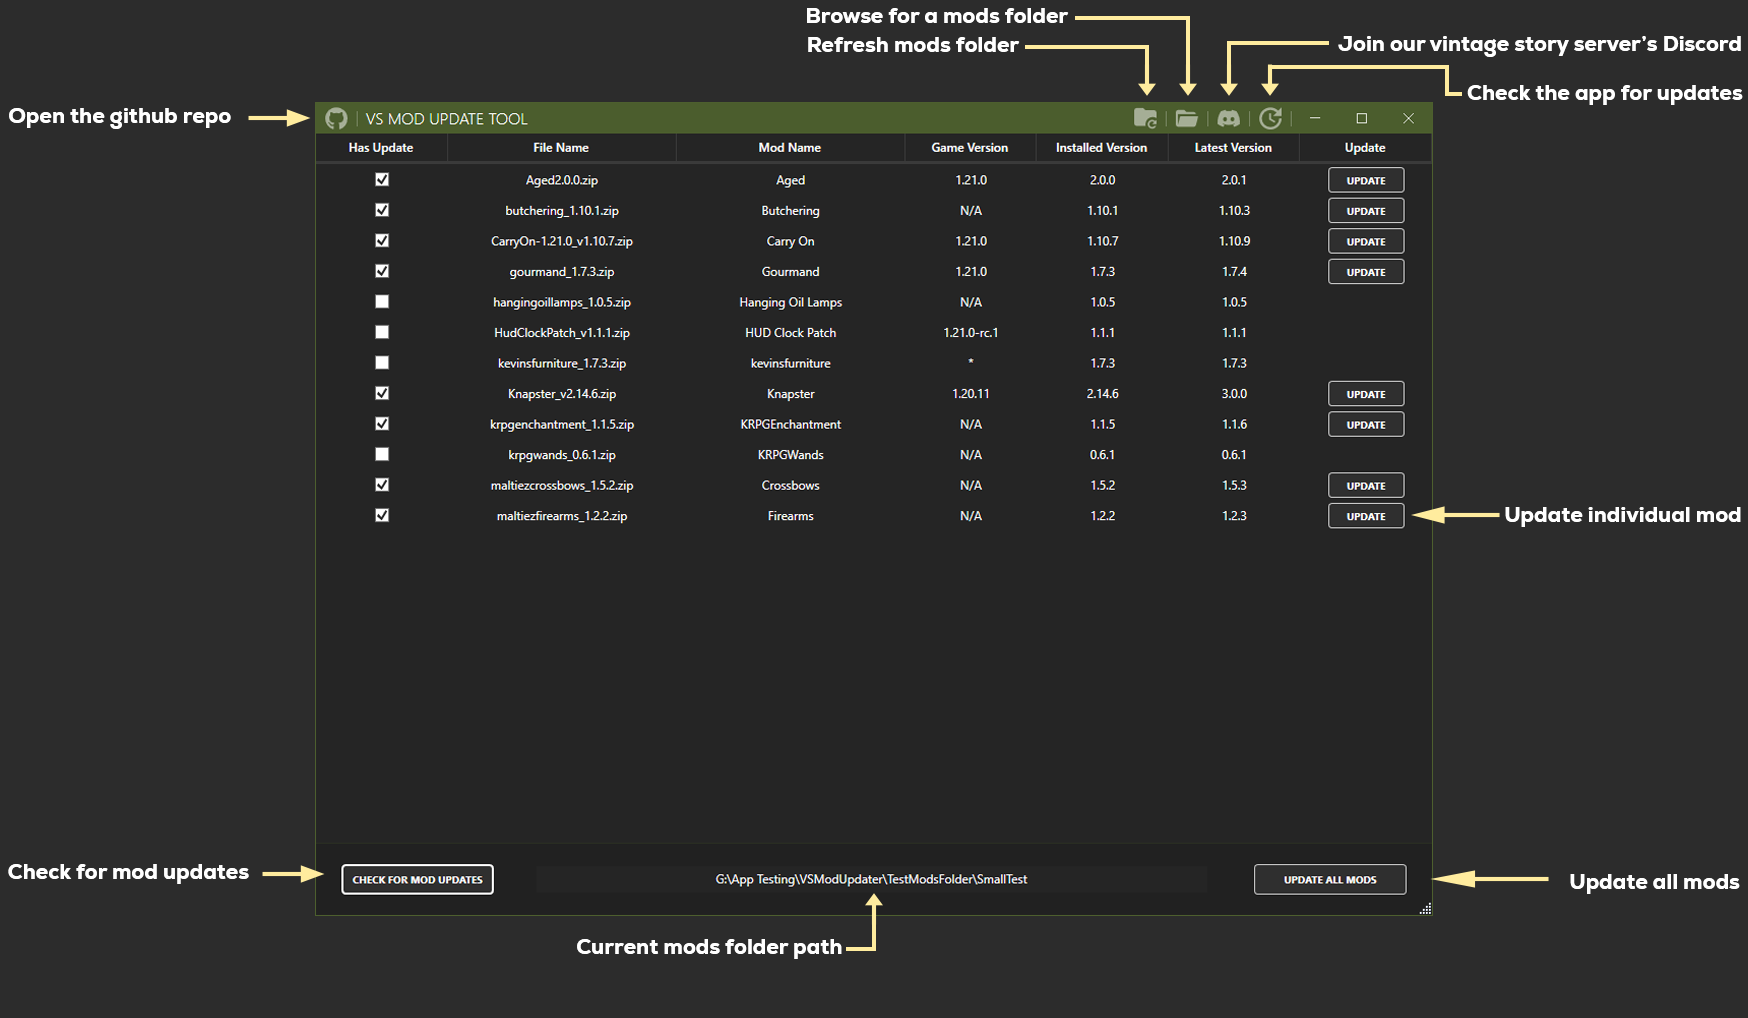 Browse for a mods folder
Refresh mods folder
Join our vintage story server's Discord
Check the app for updates
Open the github repo
VS MOD UPDATE TOOL
Has Update File Name Mod Name Game Version Installed Version Latest Version Update
Aged2.0.0.zip Aged 1.21.0 2.0.0 2.0.1 UPDATE
butchering_1.10.1.zip Butchering N/A 1.10.1 1.10.3 UPDATE
CarryOn-1.21.0_v1.10.7.zip Carry On 1.21.0 1.10.7 1.10.9 UPDATE
gourmand_1.7.3.zip Gourmand 1.21.0 1.7.3 1.7.4 UPDATE
hangingoillamps_1.0.5.zip Hanging Oil Lamps N/A 1.0.5 1.0.5
HudClockPatch_v1.1.1.zip HUD Clock Patch 1.21.0-rc.1 1.1.1 1.1.1
kevinsfurniture_1.7.3.zip kevinsfurniture * 1.7.3 1.7.3
Knapster_v2.14.6.zip Knapster 1.20.11 2.14.6 3.0.0 UPDATE
krpgenchantment_1.1.5.zip KRPGEnchantment N/A 1.1.5 1.1.6 UPDATE
krpgwands_0.6.1.zip KRPGWands N/A 0.6.1 0.6.1
maltiezcrossbows_1.5.2.zip Crossbows N/A 1.5.2 1.5.3 UPDATE
maltiezfirearms_1.2.2.zip Firearms N/A 1.2.2 1.2.3 UPDATE
Update individual mod
Check for mod updates
CHECK FOR MOD UPDATES
G:\App Testing\VSModUpdater\TestModsFolder\SmallTest
UPDATE ALL MODS
Update all mods
Current mods folder path